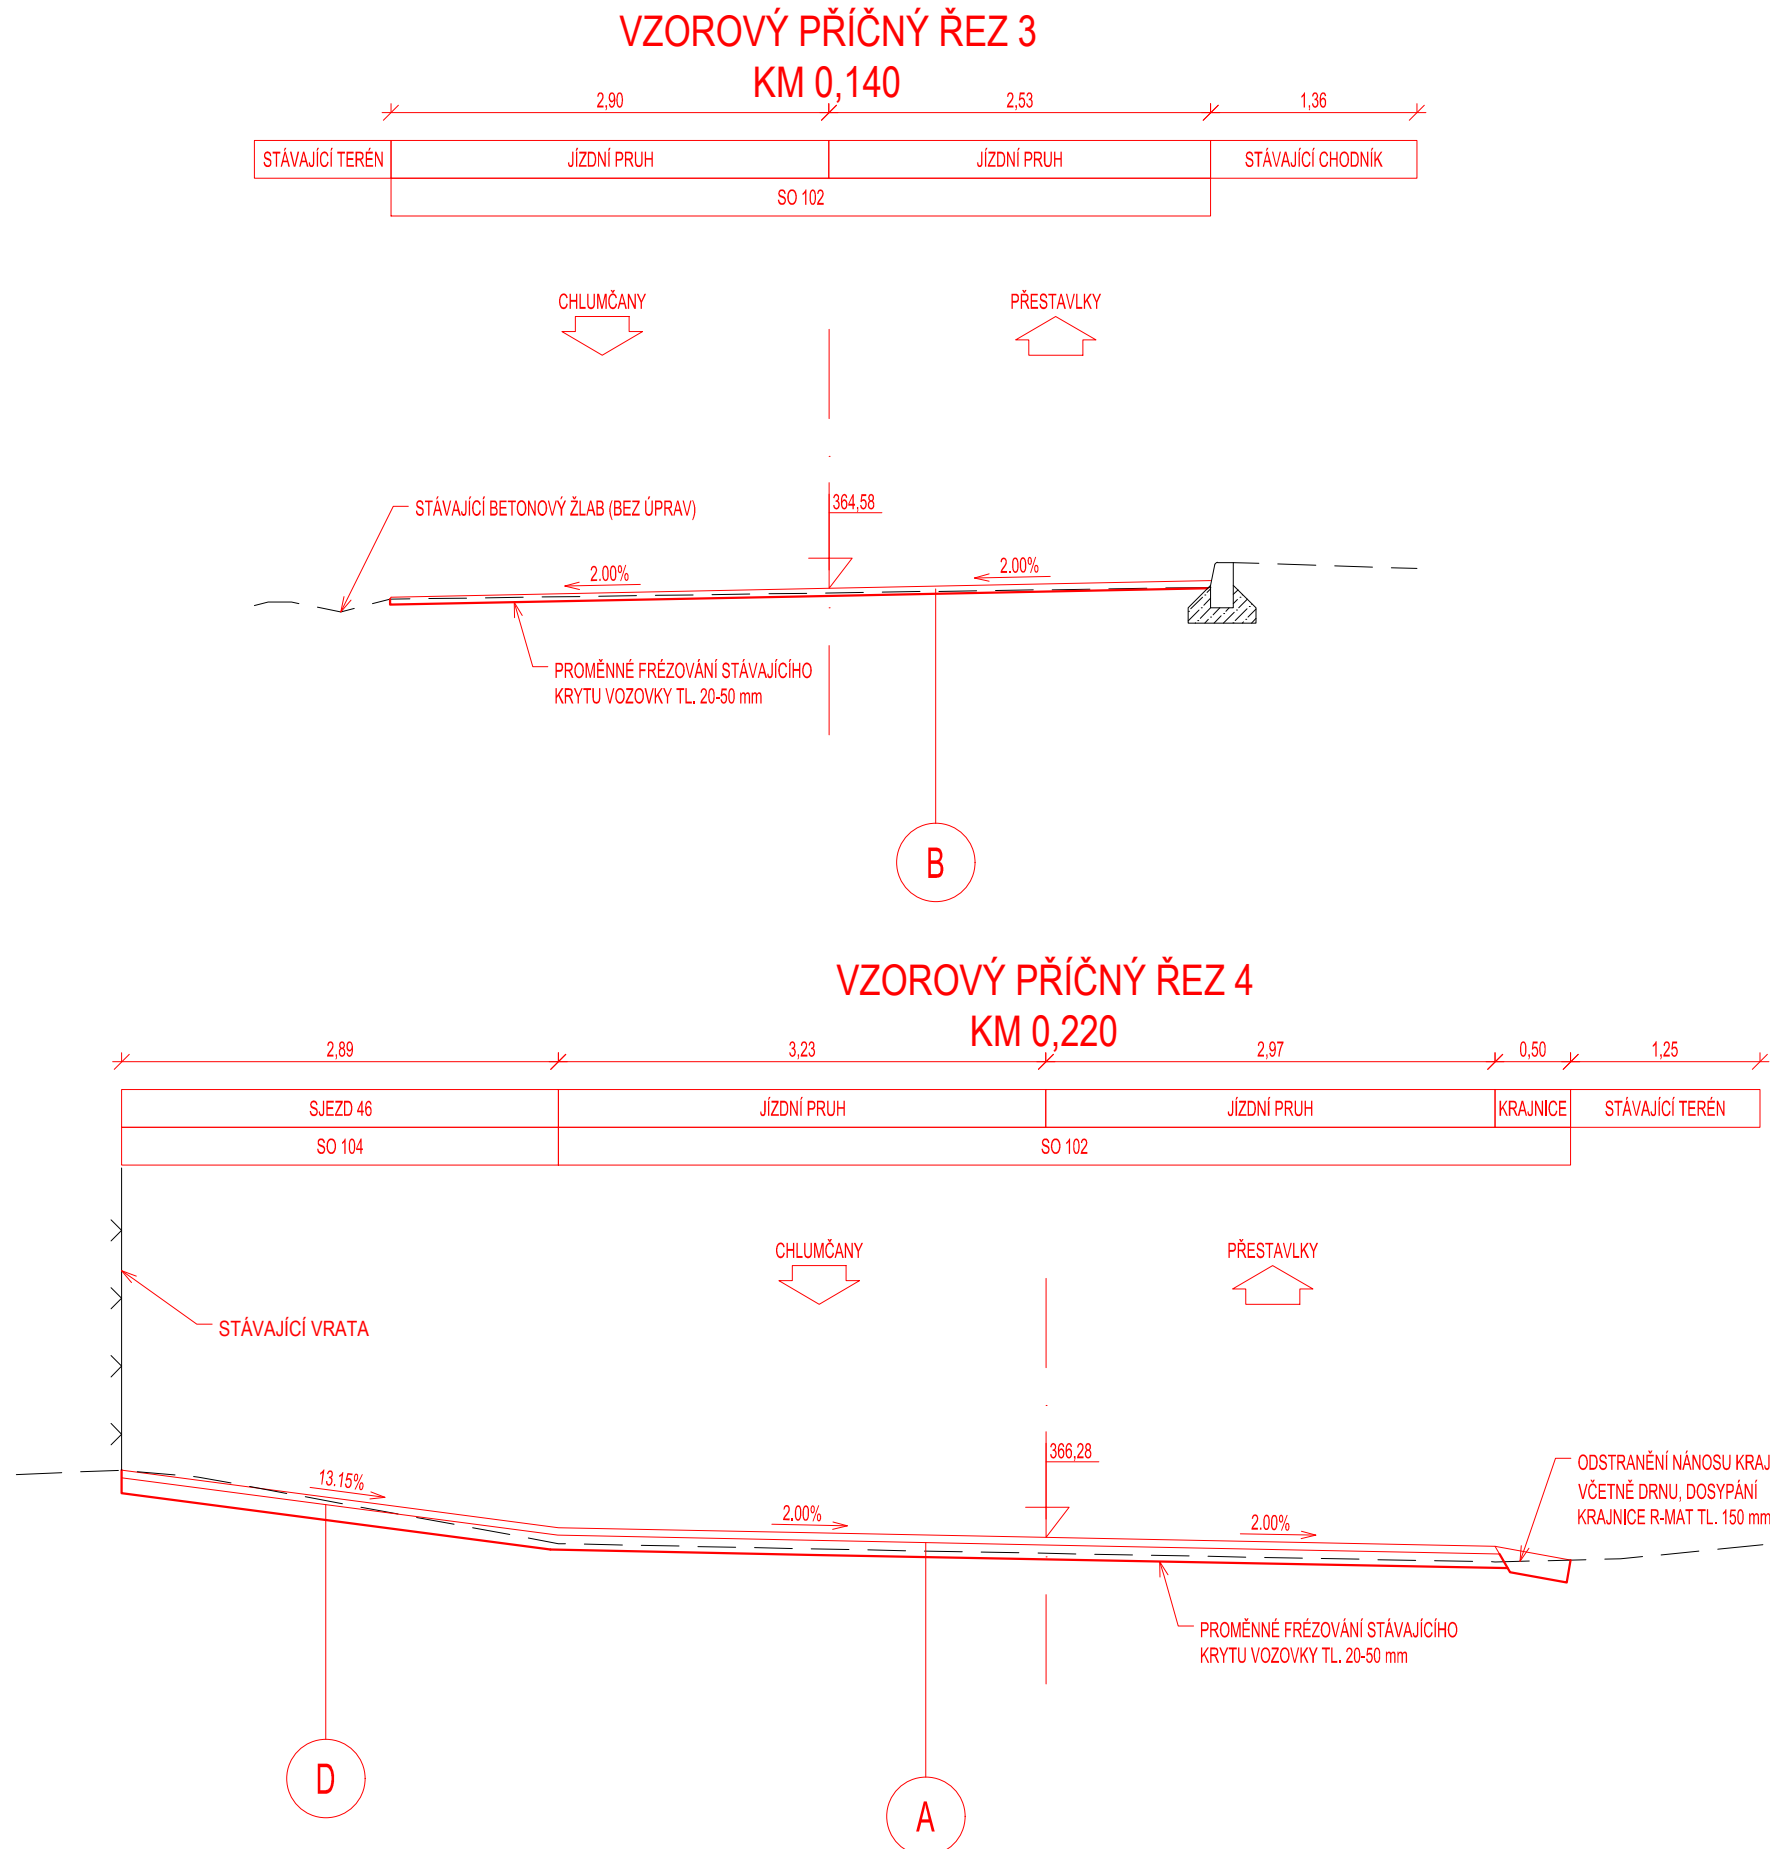 VZOROVÝ PŘÍČNÝ ŘEZ 3
KM 0,140
2,90
2,53
1,36
STÁVAJÍCÍ TERÉN
JÍZDNÍ PRUH
JÍZDNÍ PRUH
STÁVAJÍCÍ CHODNÍK
SO 102
CHLUMČANY
PŘESTAVLKY
STÁVAJÍCÍ BETONOVÝ ŽLAB (BEZ ÚPRAV)
364,58
2.00%
2.00%
PROMĚNNÉ FRÉZOVÁNÍ STÁVAJÍCÍHO
KRYTU VOZOVKY TL. 20-50 mm
B
VZOROVÝ PŘÍČNÝ ŘEZ 4
KM 0,220
2,89
3,23
2,97
0,50
1,25
SJEZD 46
JÍZDNÍ PRUH
JÍZDNÍ PRUH
KRAJNICE
STÁVAJÍCÍ TERÉN
SO 104
SO 102
CHLUMČANY
PŘESTAVLKY
STÁVAJÍCÍ VRATA
366,28
ODSTRANĚNÍ NÁNOSU KRAJ
VČETNĚ DRNU, DOSYPÁNÍ
KRAJNICE R-MAT TL. 150 mm
13.15%
2.00%
2.00%
PROMĚNNÉ FRÉZOVÁNÍ STÁVAJÍCÍHO
KRYTU VOZOVKY TL. 20-50 mm
D
A